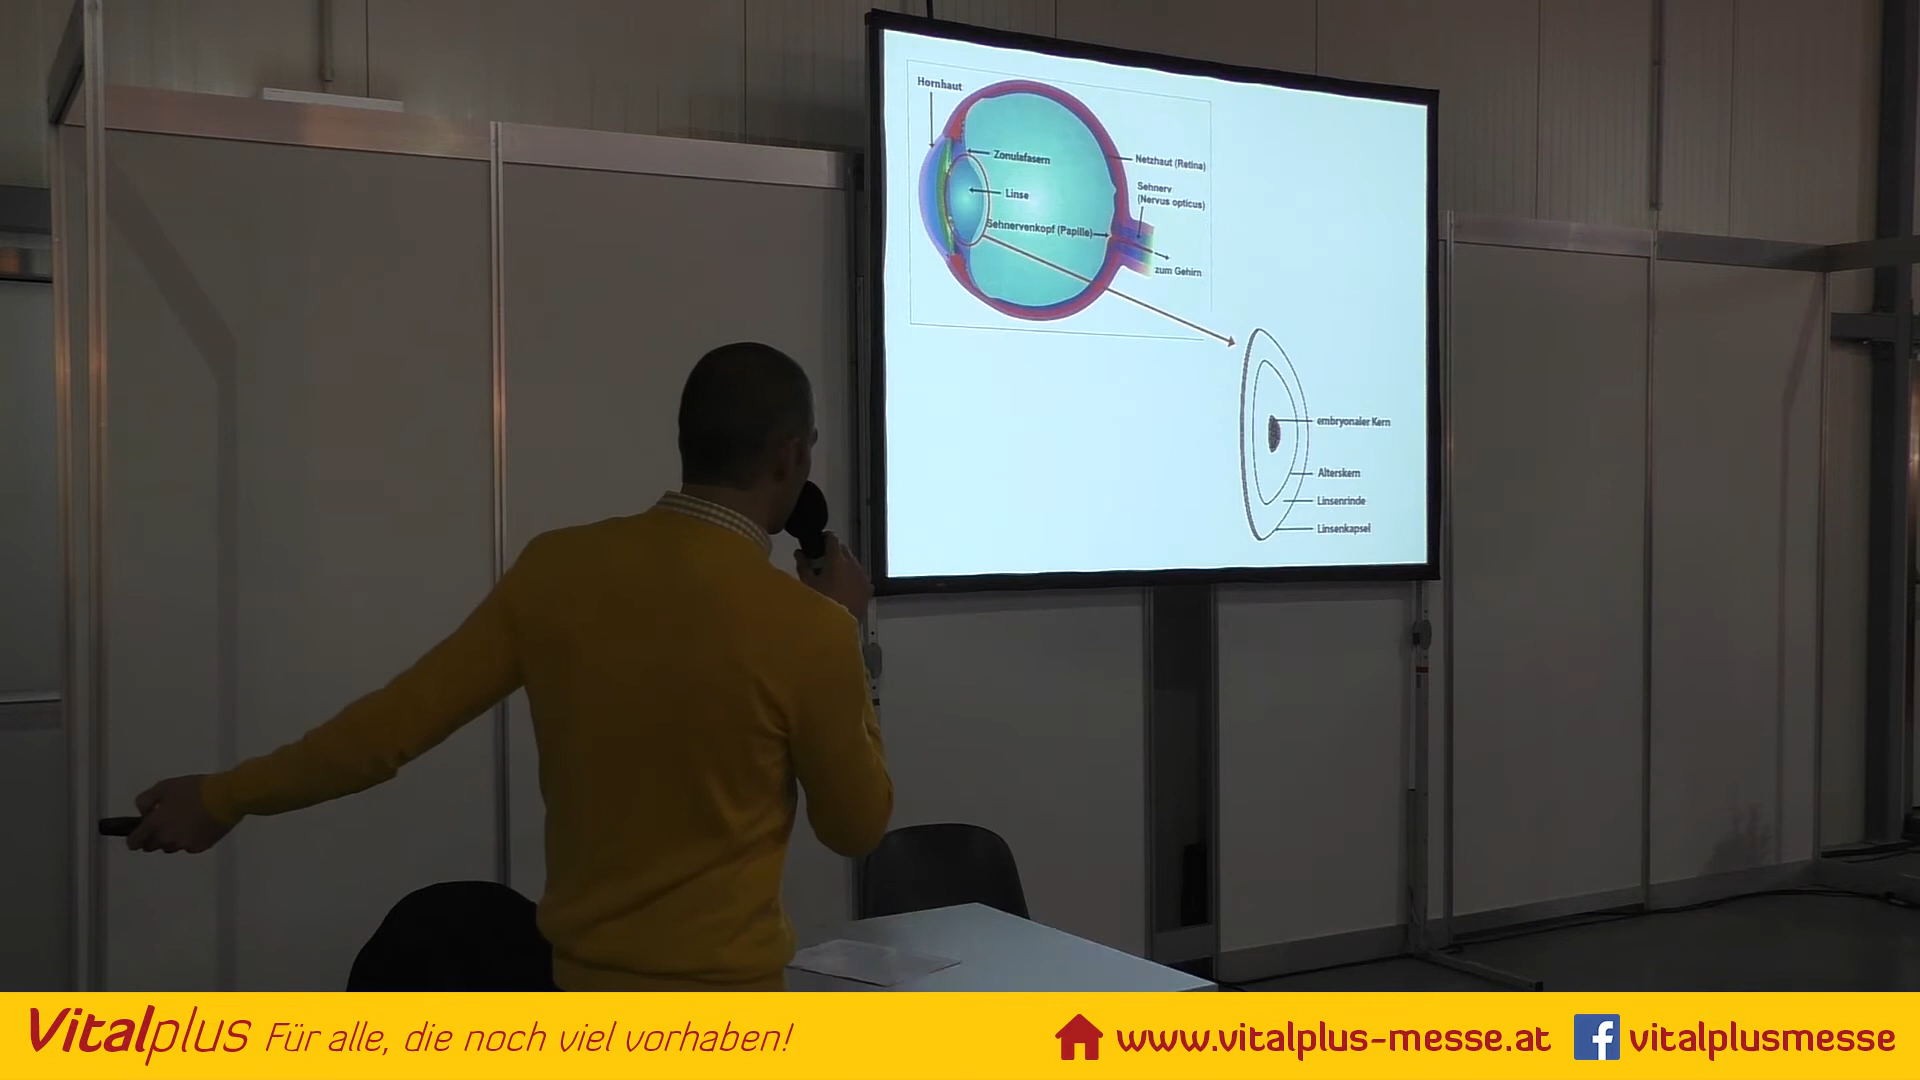 Hornhaut
Zonulafasern
Linse
Sehnervenkopf (Papille)
Netzhaut (Retina)
Sehnerv
(Nervus opticus)
zum Gehirn
embryonaler Kern
Alterskern
Linsenrinde
Linsenkapsel
Vitalplus Für alle, die noch viel vorhaben!
www.vitalplus-messe.at vitalplusmesse